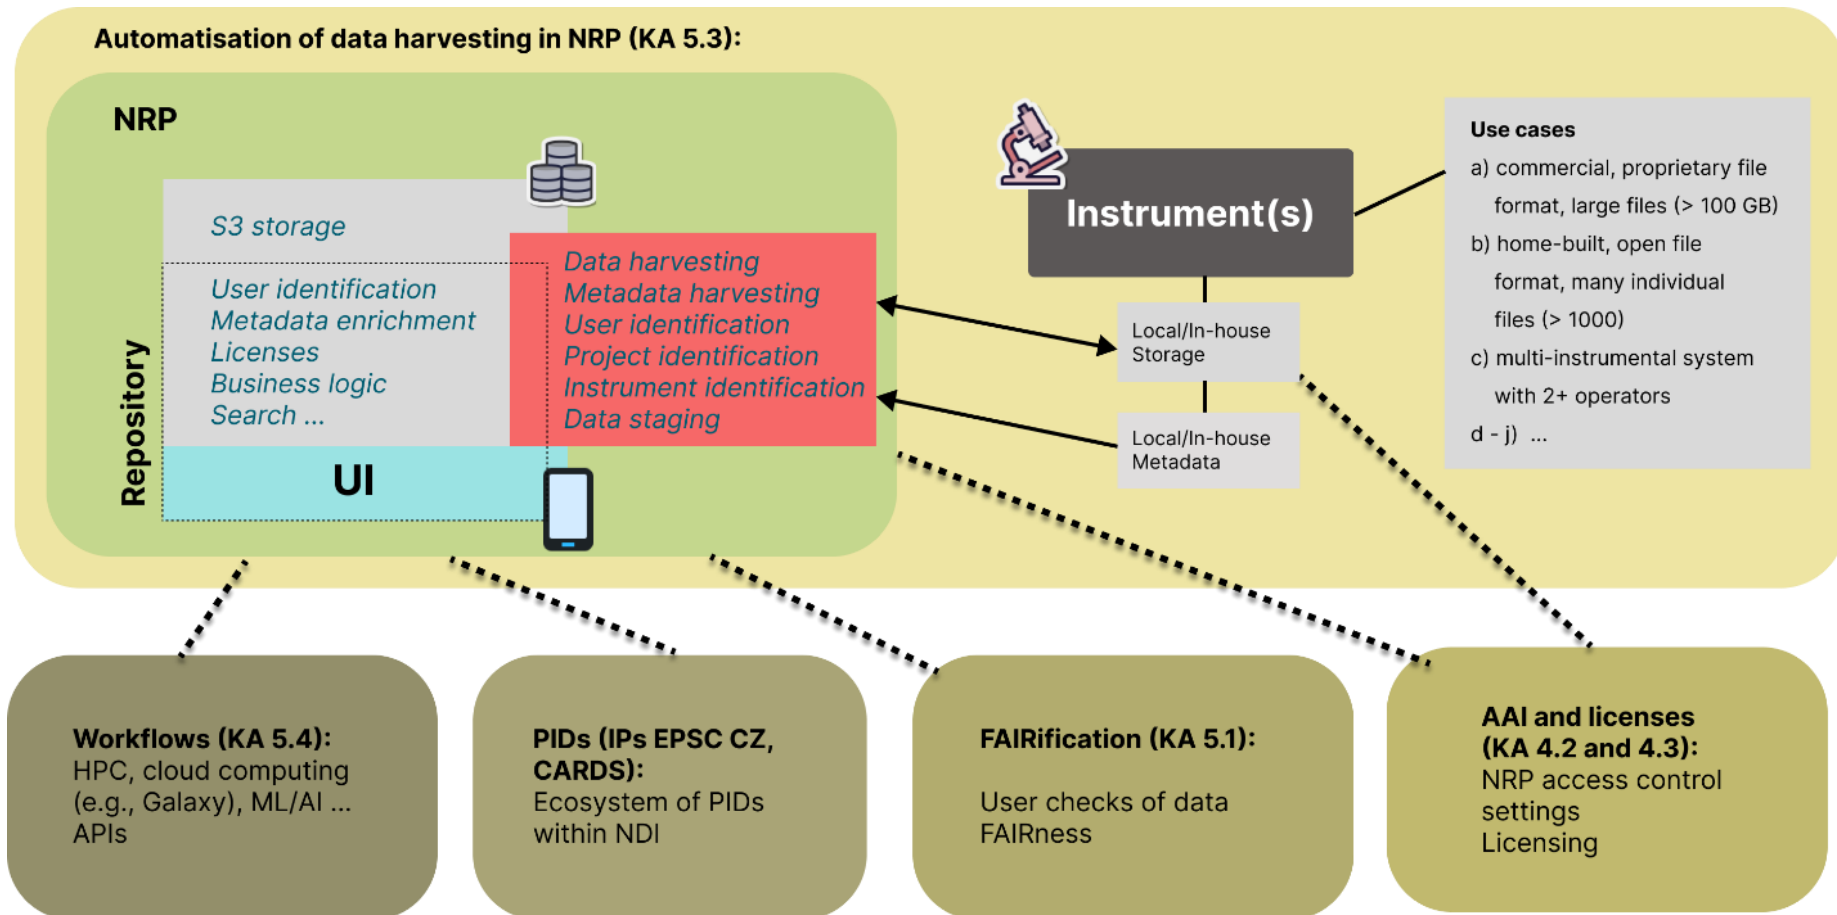 Automatisation of data harvesting in NRP (KA 5.3):
NRP
S3 storage
User identification
Metadata enrichment
Licenses
Business logic
Search ...
Repository
UI
Data harvesting
Metadata harvesting
User identification
Project identification
Instrument identification
Data staging
Instrument(s)
Local/In-house
Storage
Local/In-house
Metadata
Use cases
a) commercial, proprietary file
format, large files (> 100 GB)
b) home-built, open file
format, many individual
files (> 1000)
c) multi-instrumental system
with 2+ operators
d - j) ...
Workflows (KA 5.4):
HPC, cloud computing
(e.g., Galaxy), ML/AI ...
APIs
PIDs (IPs EPSC CZ,
CARDS):
Ecosystem of PIDs
within NDI
FAIRification (KA 5.1):
User checks of data
FAIRness
AAI and licenses
(KA 4.2 and 4.3):
NRP access control
settings
Licensing